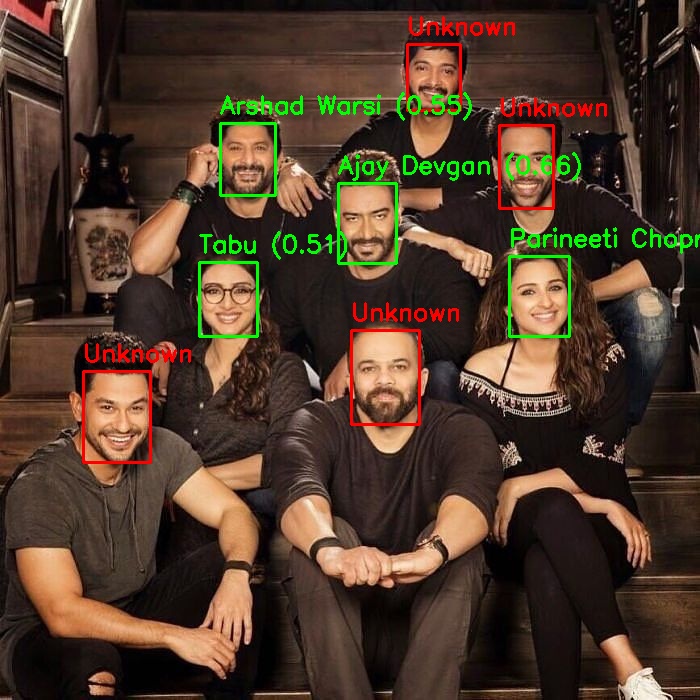 Unknown
Arshad Warsi (0.55)
Unknown
Ajay Devgan (0.66)
Parineeti Chopr
Tabu (0.51)
Unknown
Unknown